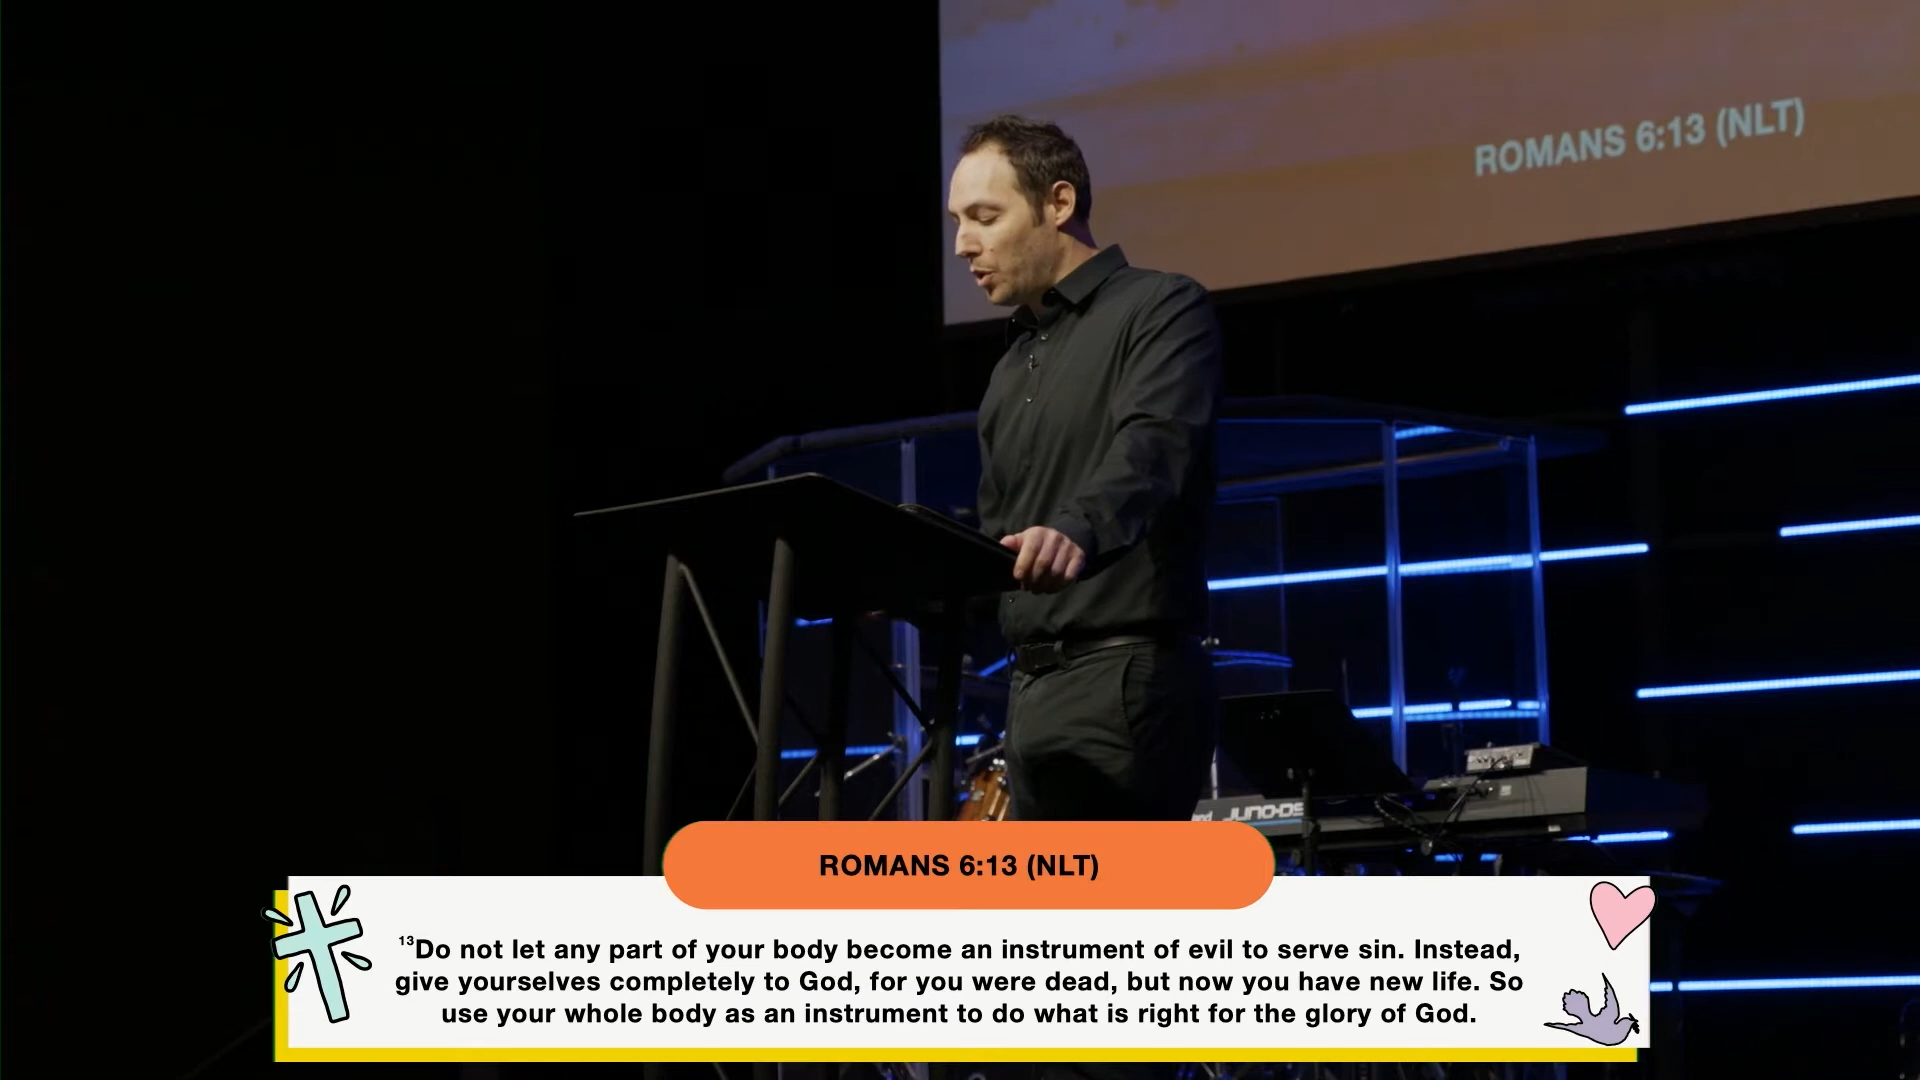 ROMANS 6:13 (NLT)
JUNO-DS
ROMANS 6:13 (NLT)
13Do not let any part of your body become an instrument of evil to serve sin. Instead,
give yourselves completely to God, for you were dead, but now you have new life. So
use your whole body as an instrument to do what is right for the glory of God.